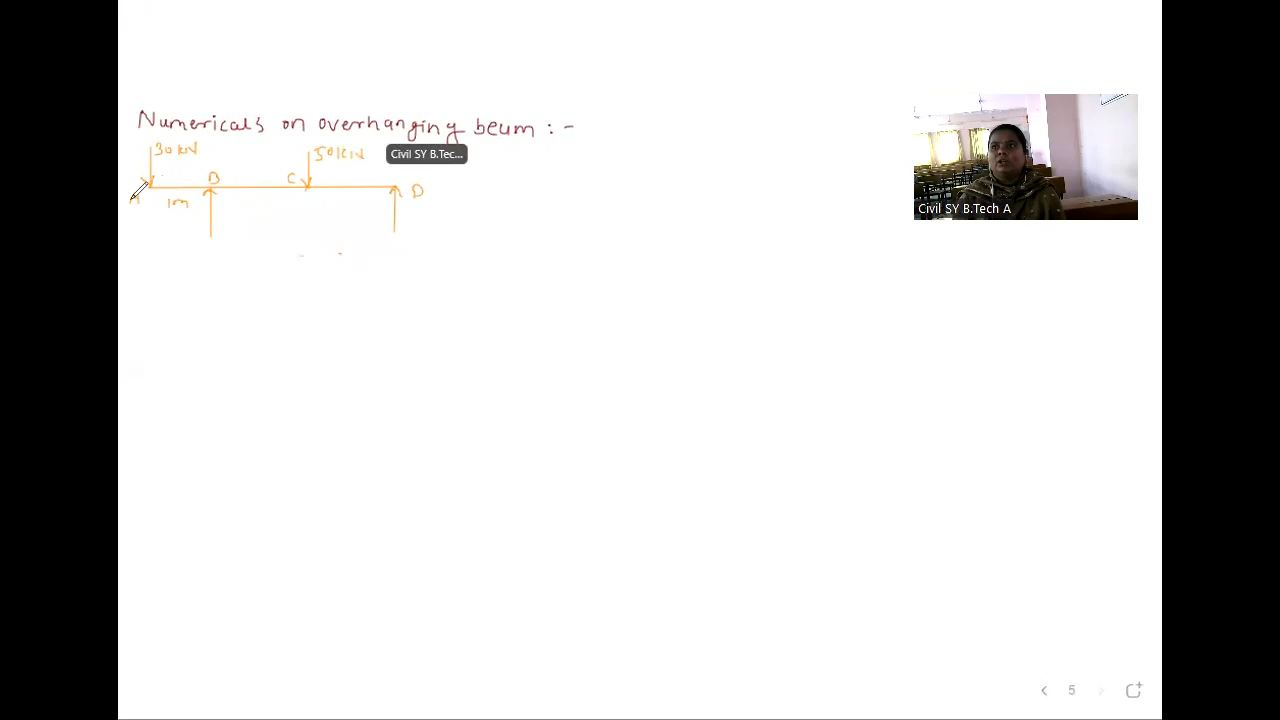 Numericals on overhanging beam : -
30 kN
50 kN
Civil SY B.Tec...
B
C
D
A
1m
Civil SY B.Tech A
5